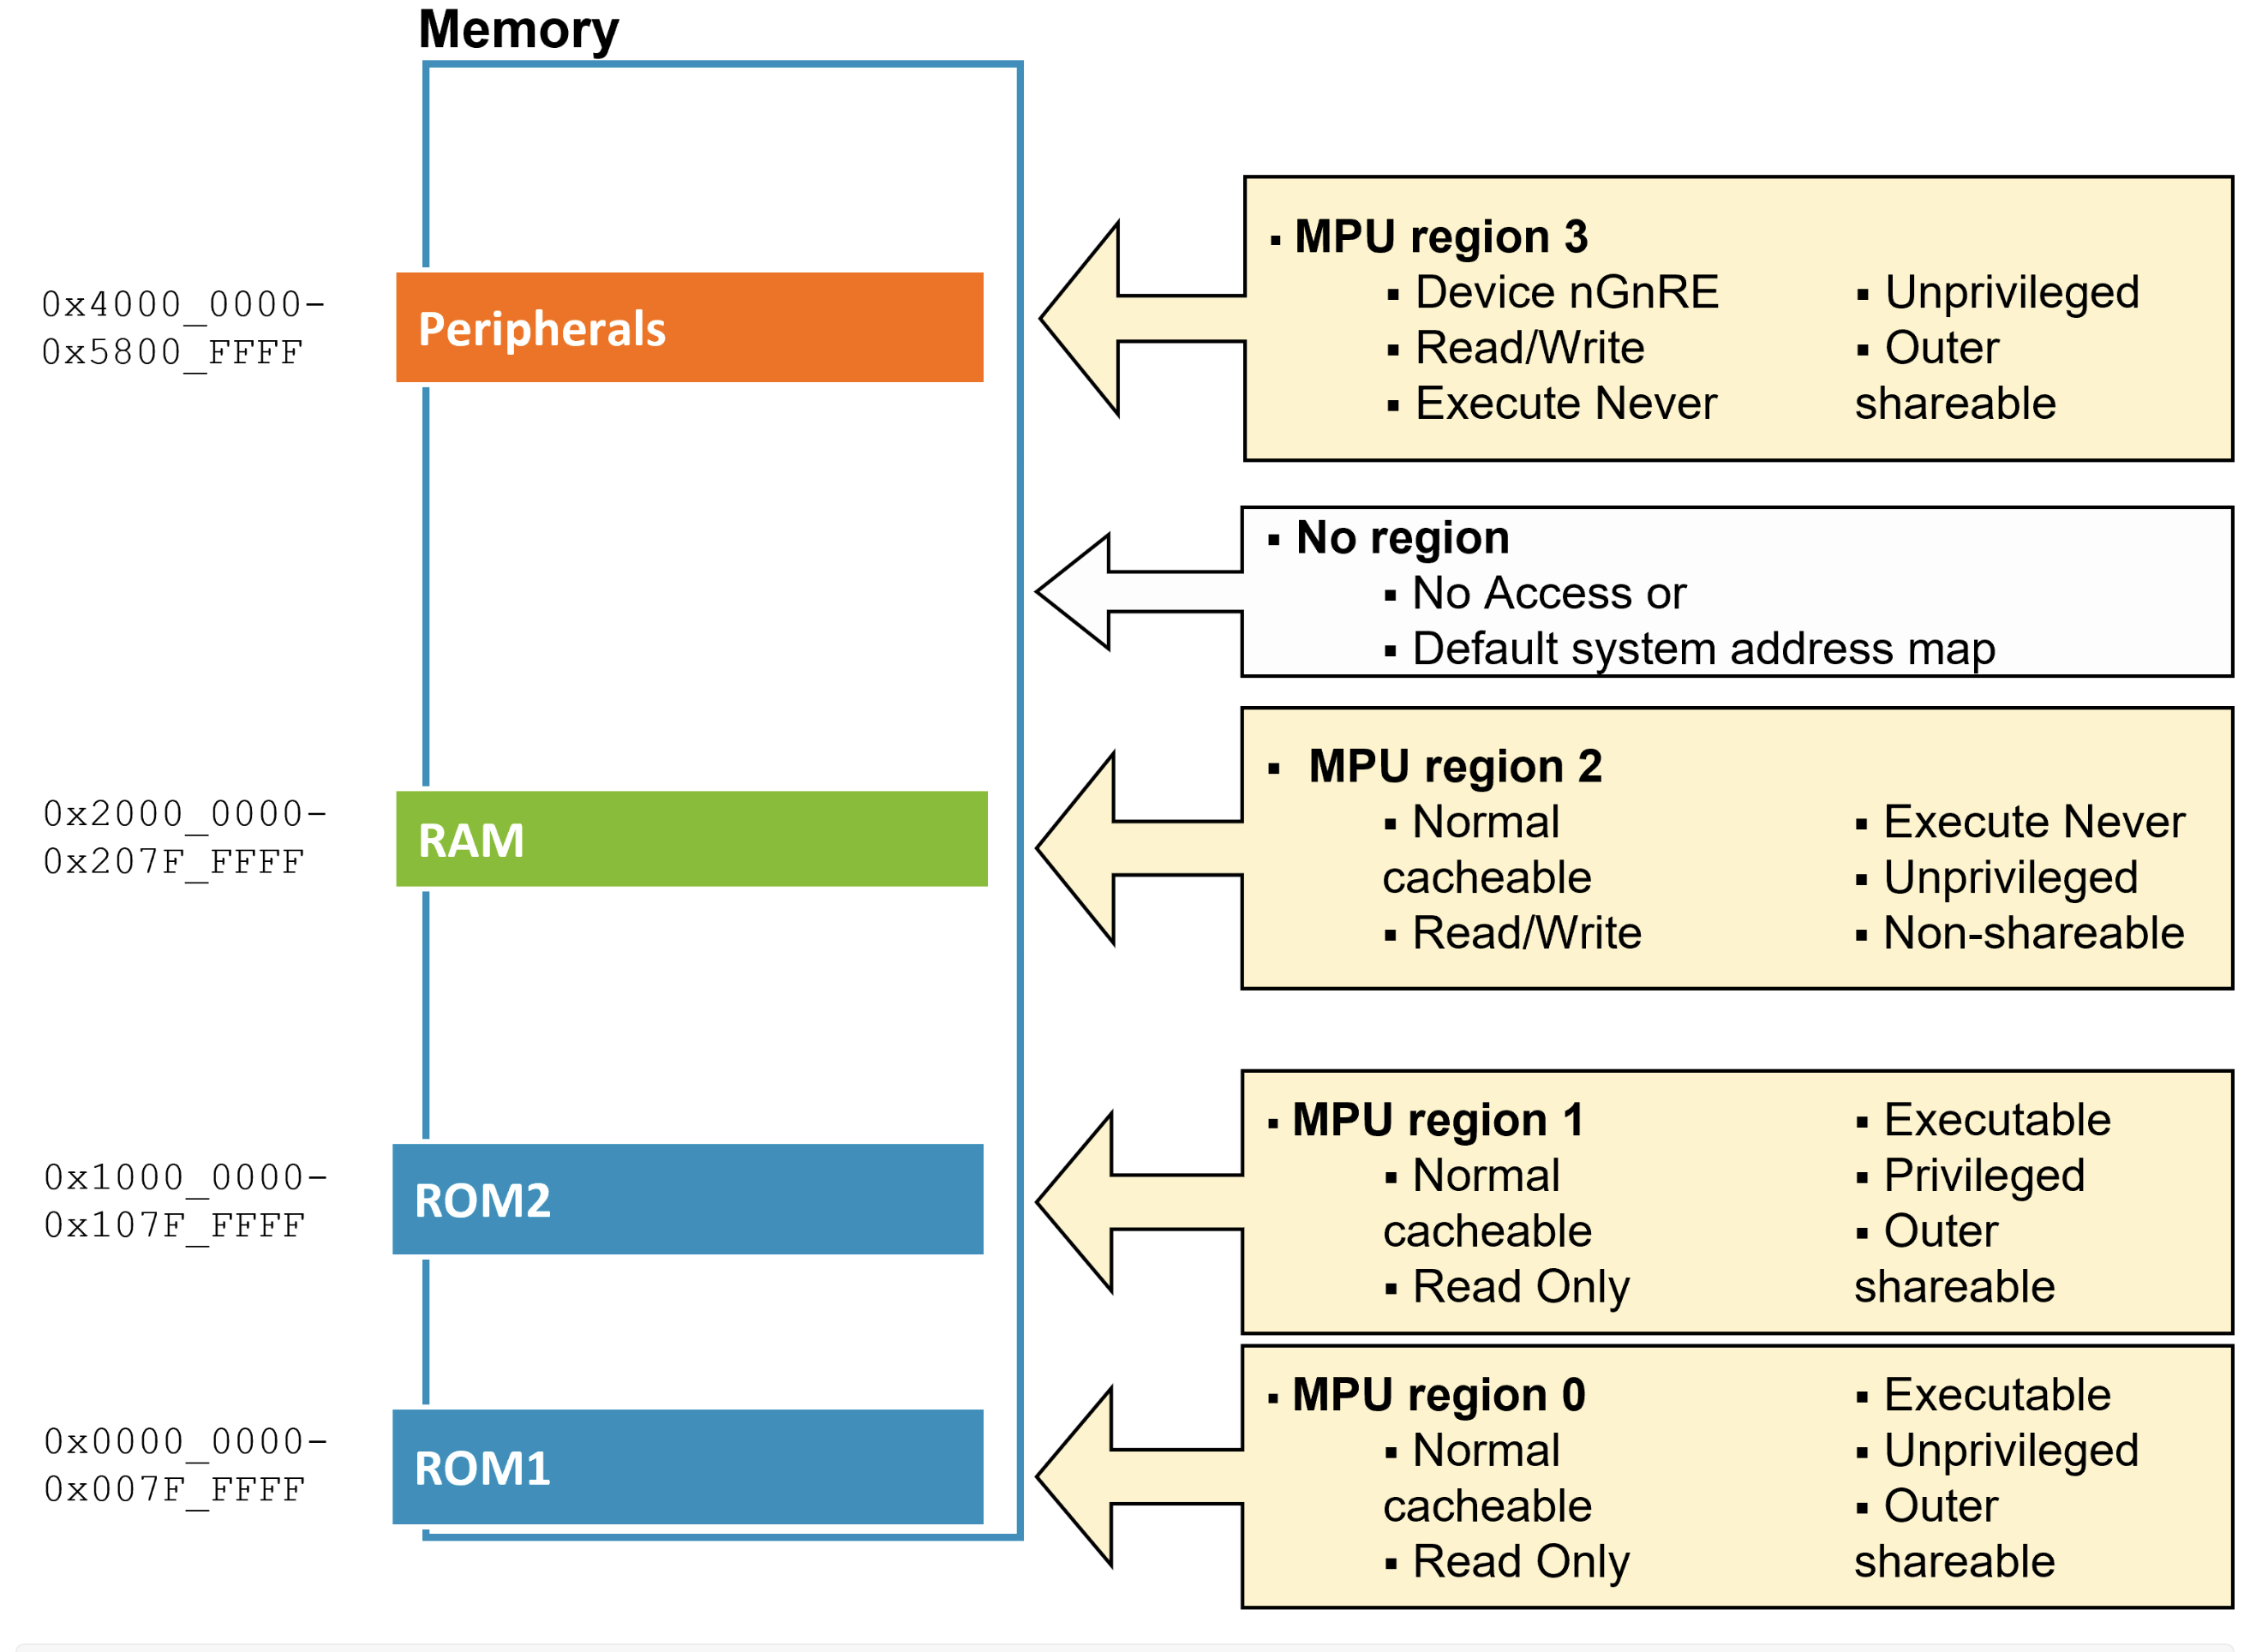 Memory
0x4000_0000-
0x5800_FFFF
Peripherals
▪ MPU region 3
▪ Device nGnRE
▪ Read/Write
▪ Execute Never
▪ Unprivileged
▪ Outer
shareable
▪ No region
▪ No Access or
▪ Default system address map
0x2000_0000-
0x207F_FFFF
RAM
▪ MPU region 2
▪ Normal
cacheable
▪ Read/Write
▪ Execute Never
▪ Unprivileged
▪ Non-shareable
0x1000_0000-
0x107F_FFFF
ROM2
▪ MPU region 1
▪ Normal
cacheable
▪ Read Only
▪ Executable
▪ Privileged
▪ Outer
shareable
0x0000_0000-
0x007F_FFFF
ROM1
▪ MPU region 0
▪ Normal
cacheable
▪ Read Only
▪ Executable
▪ Unprivileged
▪ Outer
shareable